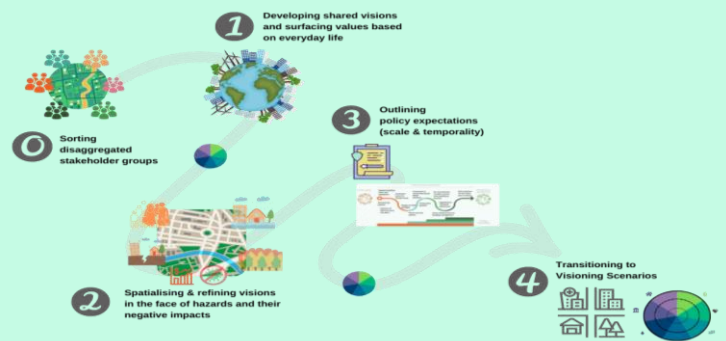 1
Developing shared visions
and surfacing values based
on everyday life
0
Sorting
disaggregated
stakeholder groups
3
Outlining
policy expectations
(scale & temporality)
2
Spatialising & refining visions
in the face of hazards and their
negative impacts
4
Transitioning to
Visioning Scenarios